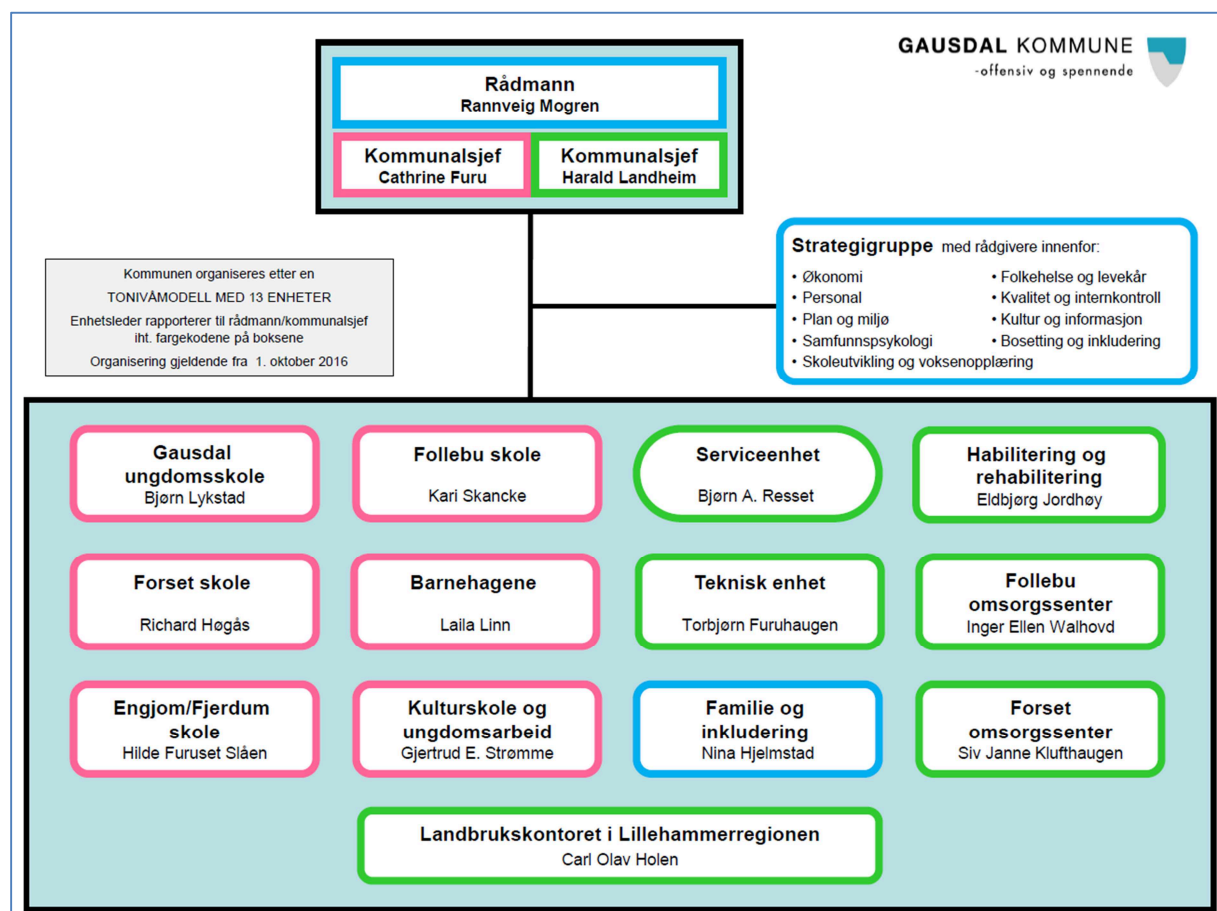 GAUSDAL KOMMUNE
-offensiv og spennende
Rådmann
Rannveig Mogren
Kommunalsjef
Cathrine Furu
Kommunalsjef
Harald Landheim
Kommunen organiseres etter en
TONIVÅMODELL MED 13 ENHETER
Enhetsleder rapporterer til rådmann/kommunalsjef
iht. fargekodene på boksene
Organisering gjeldende fra 1. oktober 2016
Strategigruppe med rådgivere innenfor:
• Økonomi
• Personal
• Plan og miljø
• Samfunnspsykologi
• Skoleutvikling og voksenopplæring
• Folkehelse og levekår
• Kvalitet og internkontroll
• Kultur og informasjon
• Bosetting og inkludering
Gausdal
ungdomsskole
Bjørn Lykstad
Follebu skole
Kari Skancke
Serviceenhet
Bjørn A. Resset
Habilitering og
rehabilitering
Eldbjørg Jordhøy
Forset skole
Richard Høgås
Barnehagene
Laila Linn
Teknisk enhet
Torbjørn Furuhaugen
Follebu
omsorgssenter
Inger Ellen Walhovd
Engjom/Fjerdum
skole
Hilde Furuset Slåen
Kulturskole og
ungdomsarbeid
Gjertrud E. Strømme
Familie og
inkludering
Nina Hjelmstad
Forset
omsorgssenter
Siv Janne Klufthaugen
Landbrukskontoret i Lillehammerregionen
Carl Olav Holen